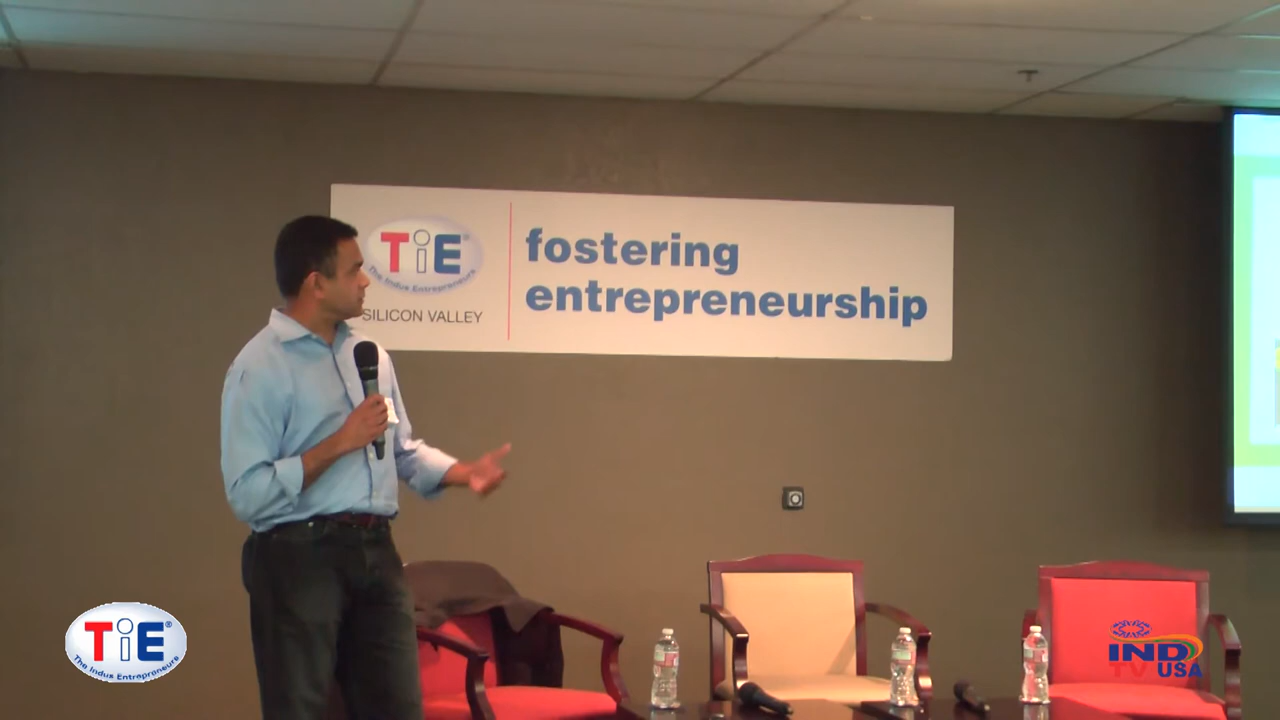 TiE®
The Indus Entrepreneurs
SILICON VALLEY
fostering
entrepreneurship
TiE®
The Indus Entrepreneurs
IND
TV USA